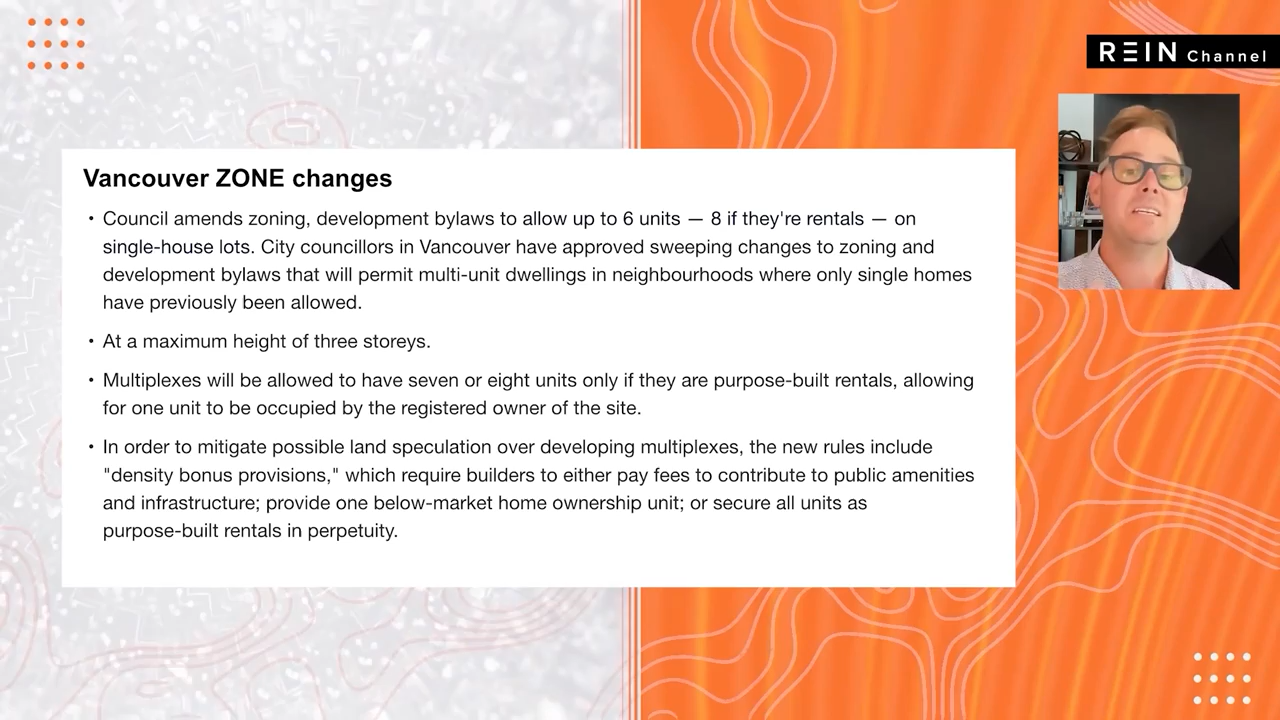 REIN Channel
Vancouver ZONE changes
• Council amends zoning, development bylaws to allow up to 6 units — 8 if they're rentals — on
single-house lots. City councillors in Vancouver have approved sweeping changes to zoning and
development bylaws that will permit multi-unit dwellings in neighbourhoods where only single homes
have previously been allowed.
• At a maximum height of three storeys.
• Multiplexes will be allowed to have seven or eight units only if they are purpose-built rentals, allowing
for one unit to be occupied by the registered owner of the site.
• In order to mitigate possible land speculation over developing multiplexes, the new rules include
"density bonus provisions," which require builders to either pay fees to contribute to public amenities
and infrastructure; provide one below-market home ownership unit; or secure all units as
purpose-built rentals in perpetuity.